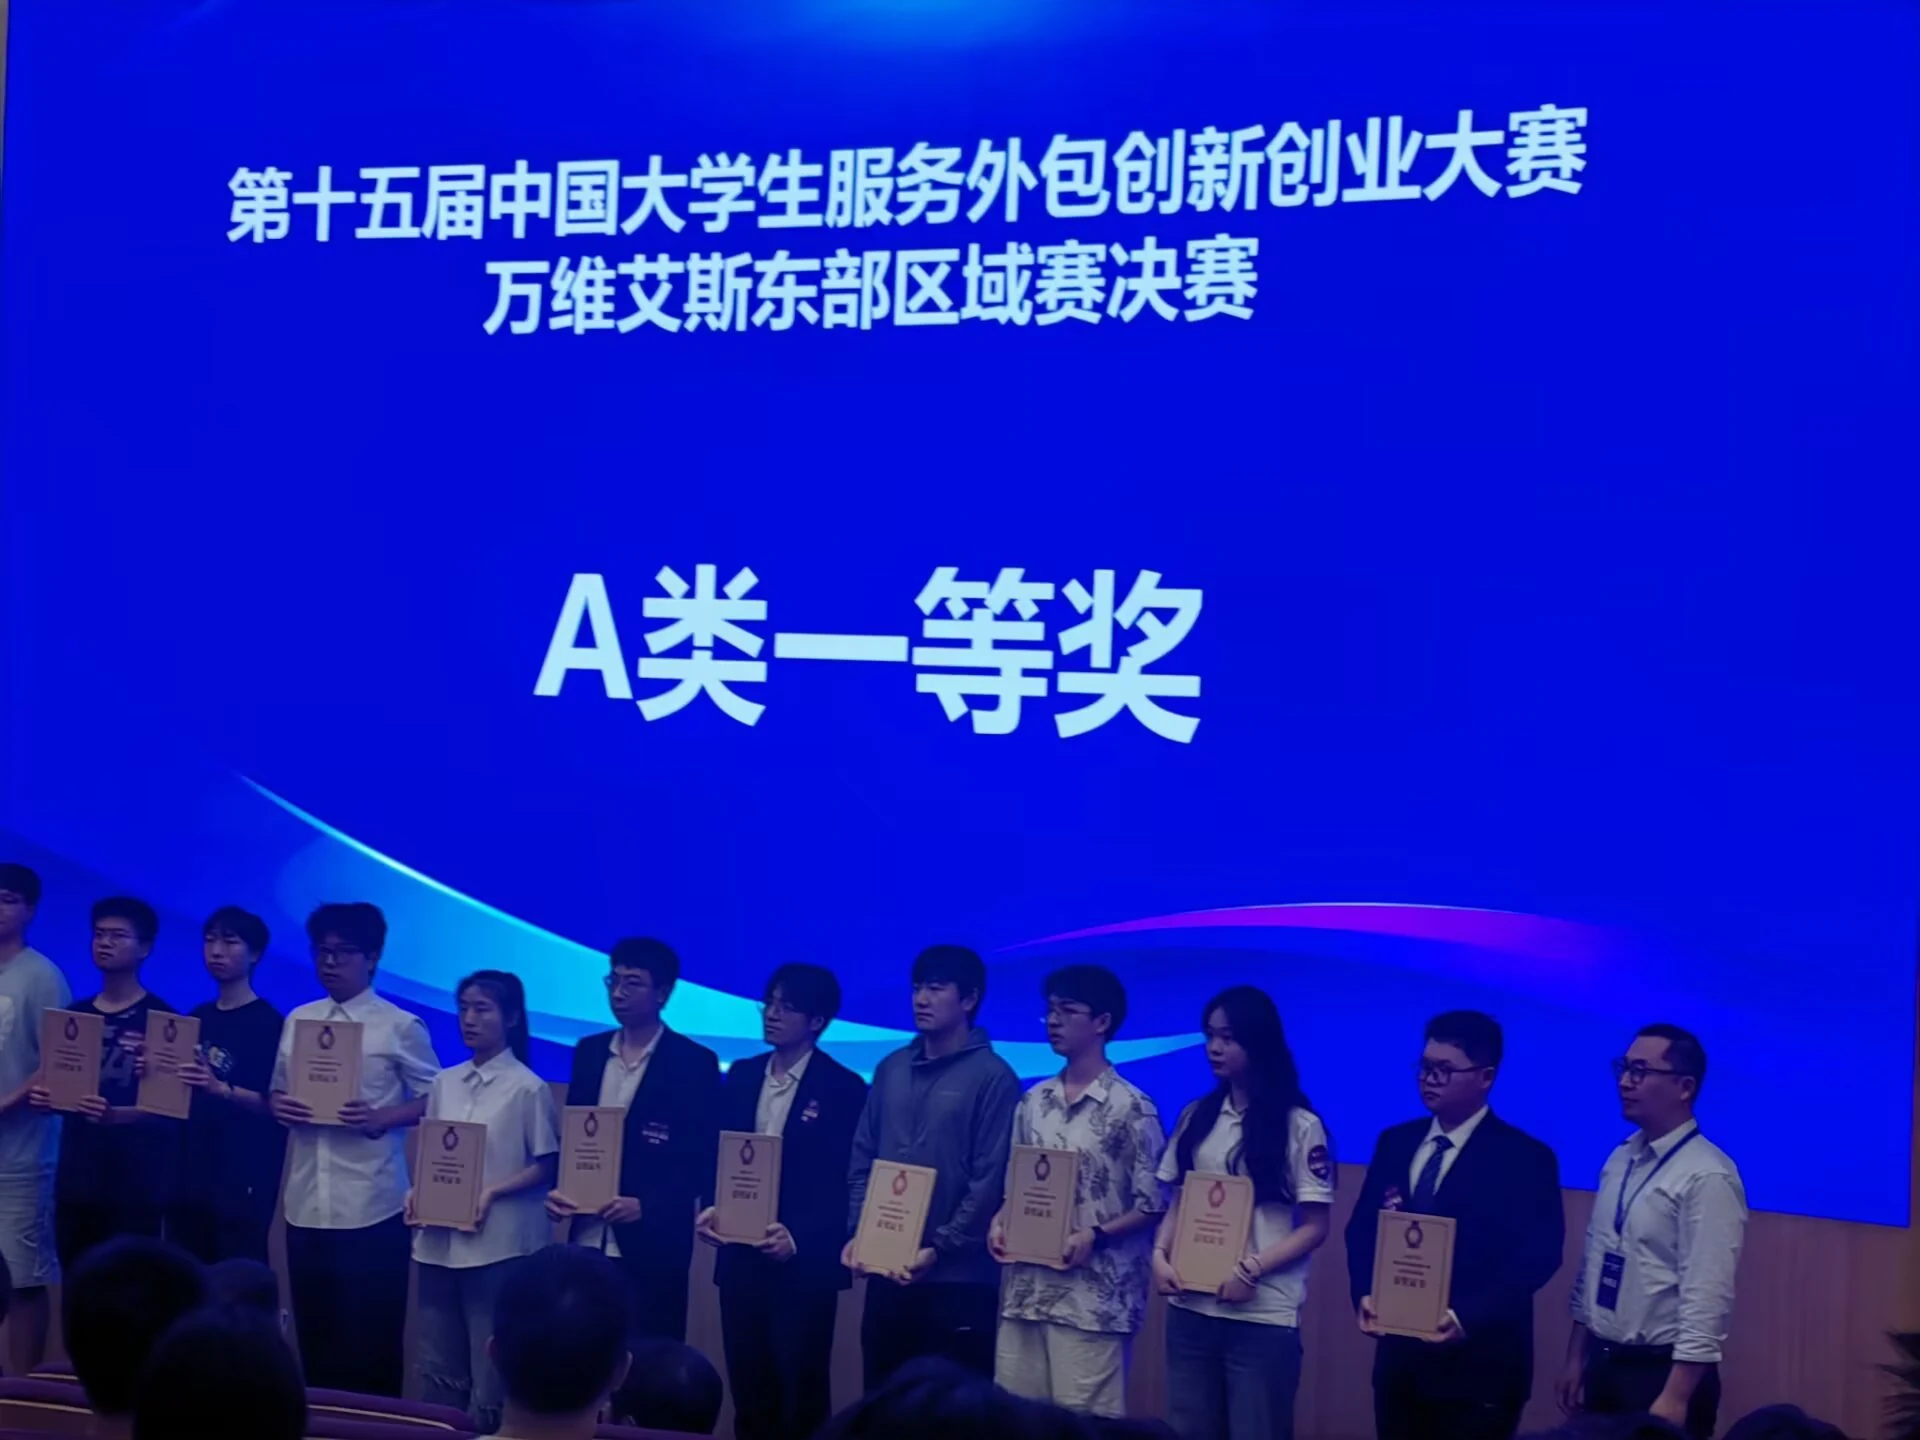 第十五届中国大学生服务外包创新创业大赛
万维艾斯东部区域赛决赛
A类一等奖